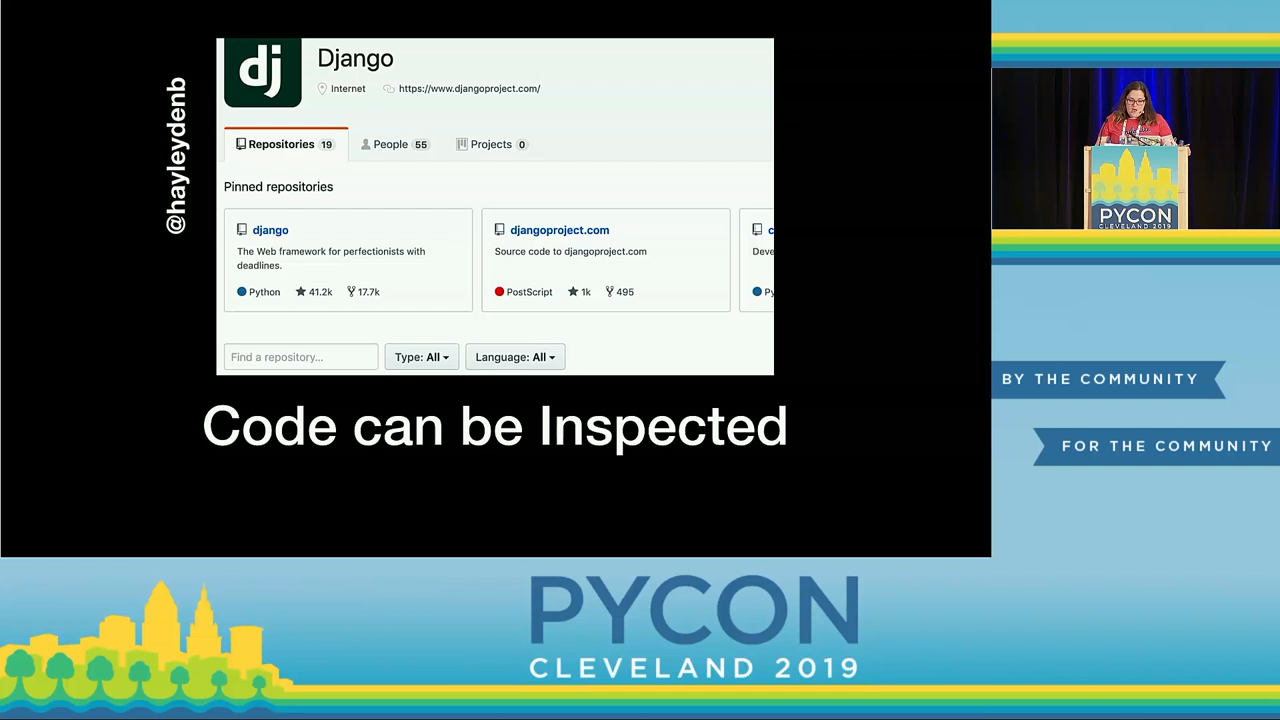 @hayleydenb
dj
Django
Internet
https://www.djangoproject.com/
Repositories 19
People 55
Projects 0
Pinned repositories
django
The Web framework for perfectionists with
deadlines.
Python 41.2k 17.7k
djangoproject.com
Source code to djangoproject.com
PostScript 1k 495
c
Deve
Py
Find a repository...
Type: All
Language: All
Code can be Inspected
PYCON
CLEVELAND 2019
BY THE COMMUNITY
FOR THE COMMUNITY
PYCON
CLEVELAND 2019